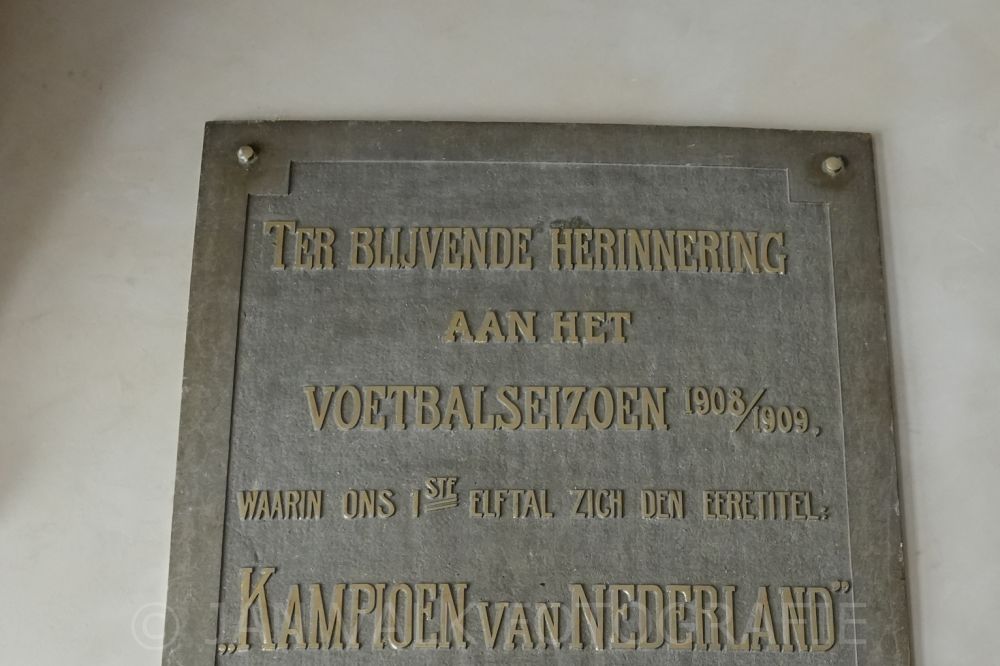 TER BLIJVENDE HERINNERING
AAN HET
VOETBALSEIZOEN 1908/1909,
WAARIN ONS 1STE ELFTAL ZICH DEN EERETITEL:
„KAMPIOEN VAN NEDERLAND”